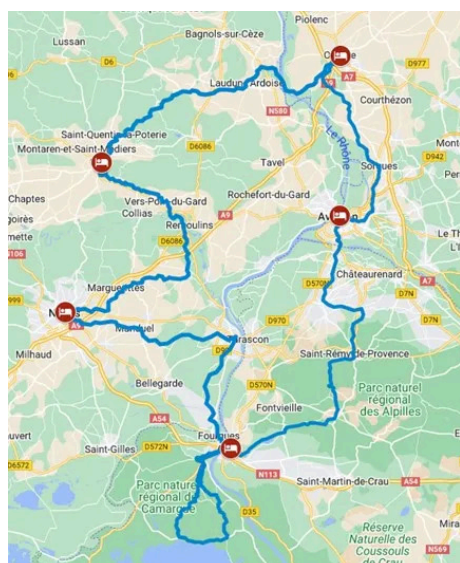 Piolenc
Bagnols-sur-Cèze
Lussan
D6
D977
A7
Laudun-Ardoise
Courthézon
N580
Saint-Quentin-la-Poterie
Le Rhône
Montaren-et-Saint-Médiers
D6086
Sorgues
D942
Tavel
Chaptes
Vers-Pont-du-Gard
Rochefort-du-Gard
Collias
A9
Remoulins
N106
D6086
D570N
Châteaurenard
A7
D999
Marguerittes
D7N
D970
D7N
Manduel
Milhaud
Saint-Rémy-de-Provence
Bellegarde
D570N
Parc naturel
régional
des Alpilles
Fontvieille
A54
Saint-Gilles
D572N
Fourques
D6572
N113
A54
Parc naturel
régional de
Camargue
Saint-Martin-de-Crau
D35
Réserve
Naturelle des
Coussouls
de Crau
N569